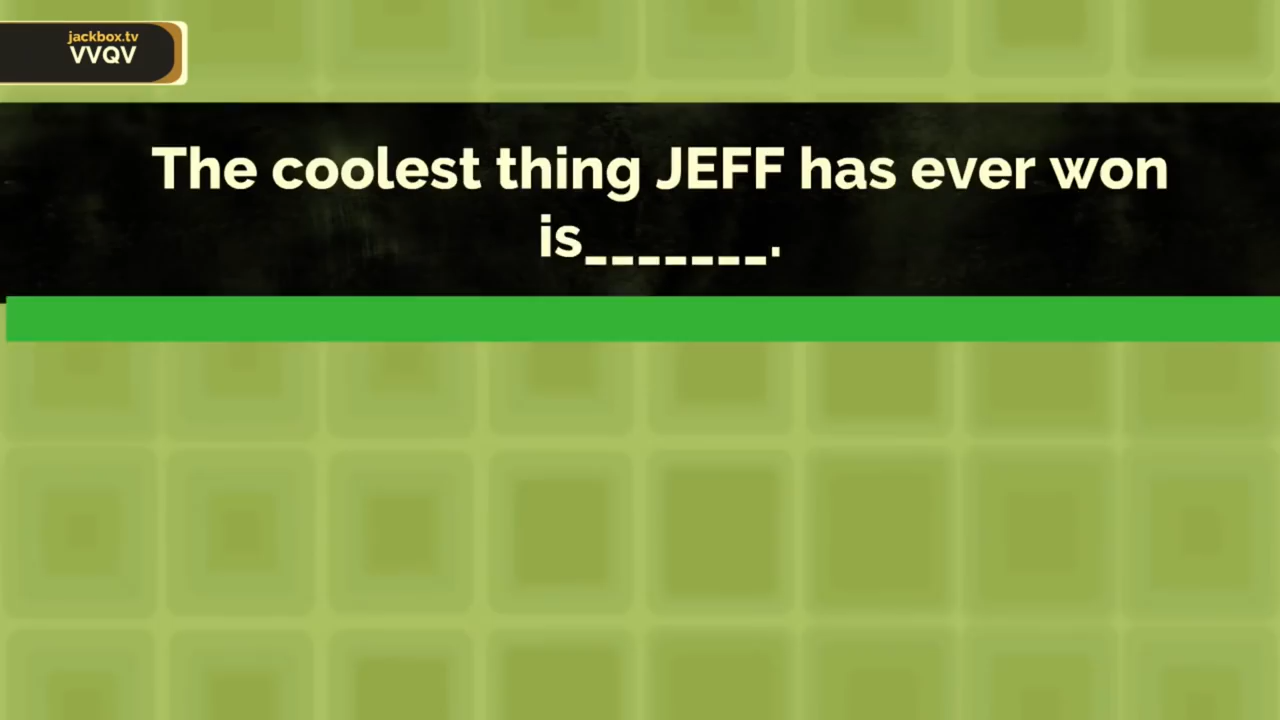 jackbox.tv
VVQV
The coolest thing JEFF has ever won
is_______.